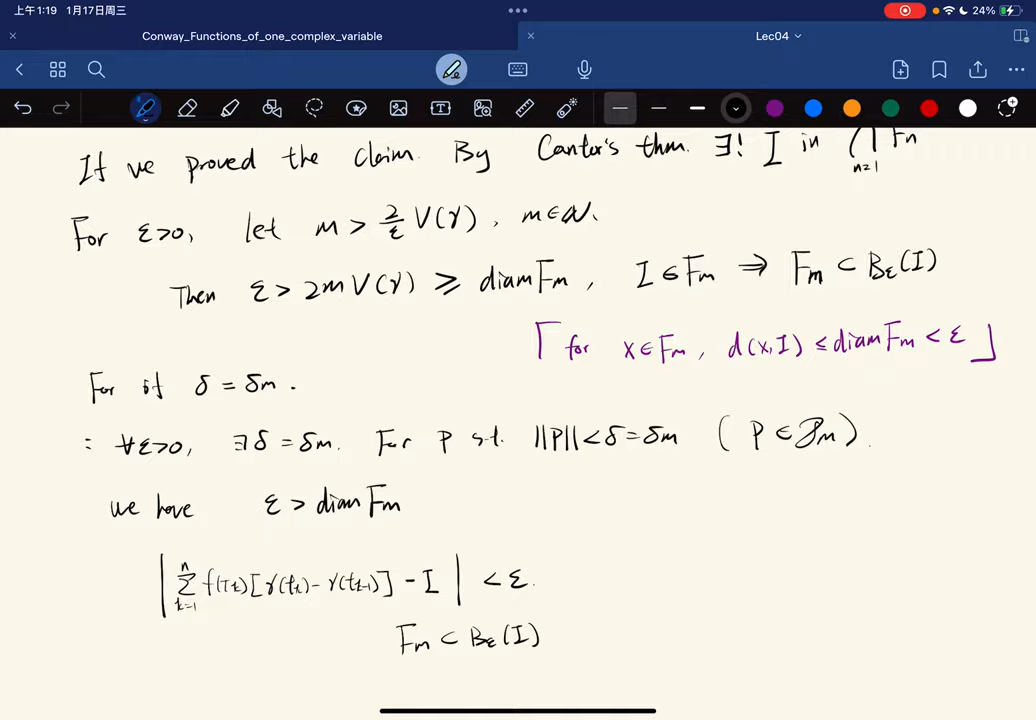 上午1:19 1月17日周三
24%
Conway_Functions_of_one_complex_variable
Lec04
If we proved the claim. By Cantor's thm. ∃! I in ⋂_{n=1} Fn
For ε>0, let m > 2/ε V(γ), m∈ℕ.
Then ε > 2m V(γ) ≥ diam Fm, I ∈ Fm ⇒ Fm ⊂ Bε(I)
「for x∈Fm, d(x,I) ≤ diam Fm < ε」
For it δ = δm.
: ∀ε>0, ∃δ = δm. For P s.t. ||P|| < δ = δm (P ∈ 𝒫m).
we have ε > diam Fm
|∑_{k=1}^{n} f(τk)[γ(tk) - γ(tk-1)] - I| < ε.
Fm ⊂ Bε(I)